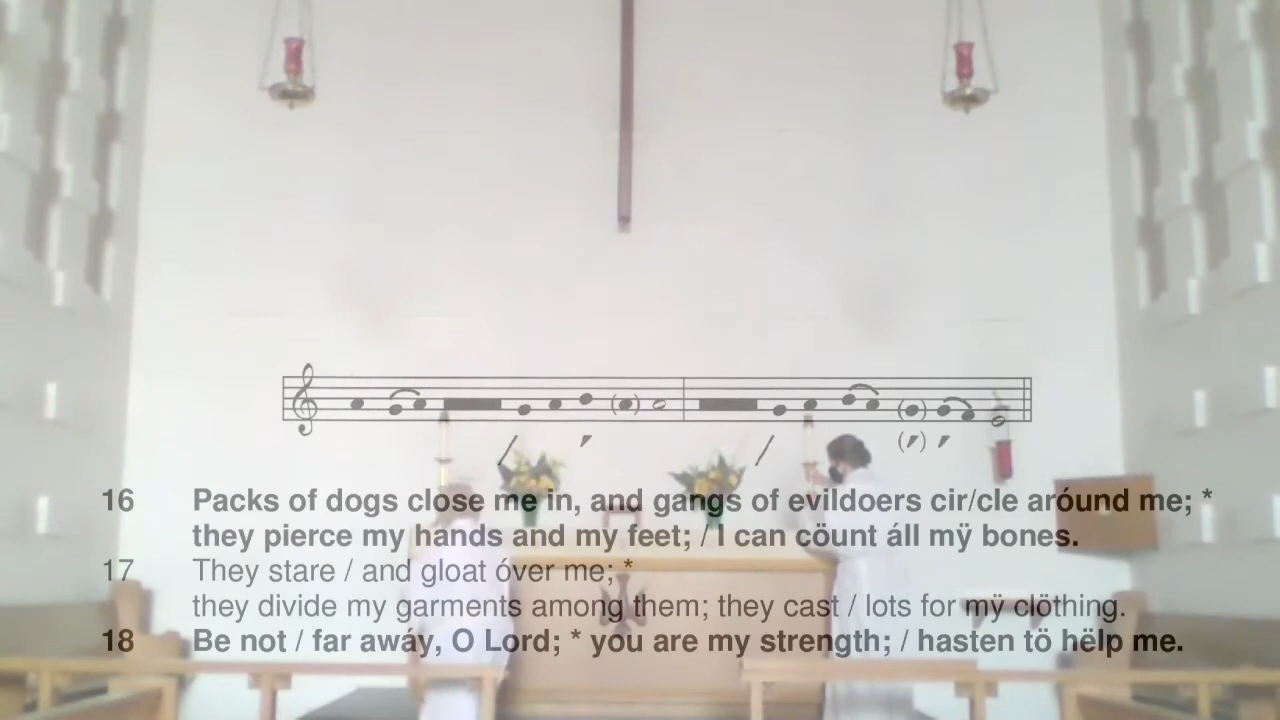 16 Packs of dogs close me in, and gangs of evildoers cir/cle aróund me; *
they pierce my hands and my feet; / I can cöunt áll mÿ bones.
17 They stare / and gloat óver me; *
they divide my garments among them; they cast / lots for mÿ clöthing.
18 Be not / far awáy, O Lord; * you are my strength; / hasten tö hëlp me.